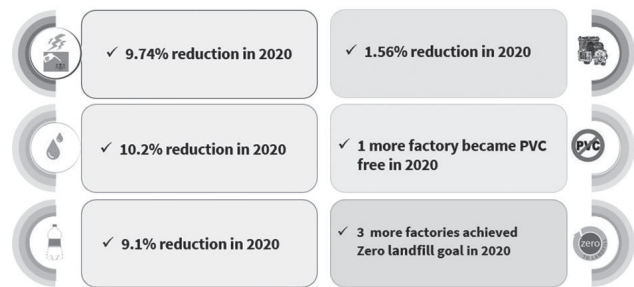 ✓ 9.74% reduction in 2020
✓ 1.56% reduction in 2020
✓ 10.2% reduction in 2020
✓ 1 more factory became PVC
free in 2020
PVC
✓ 9.1% reduction in 2020
✓ 3 more factories achieved
Zero landfill goal in 2020
zero